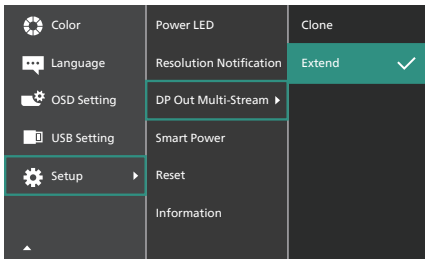 Color
Language
OSD Setting
USB Setting
Setup
Power LED
Resolution Notification
DP Out Multi-Stream
Smart Power
Reset
Information
Clone
Extend